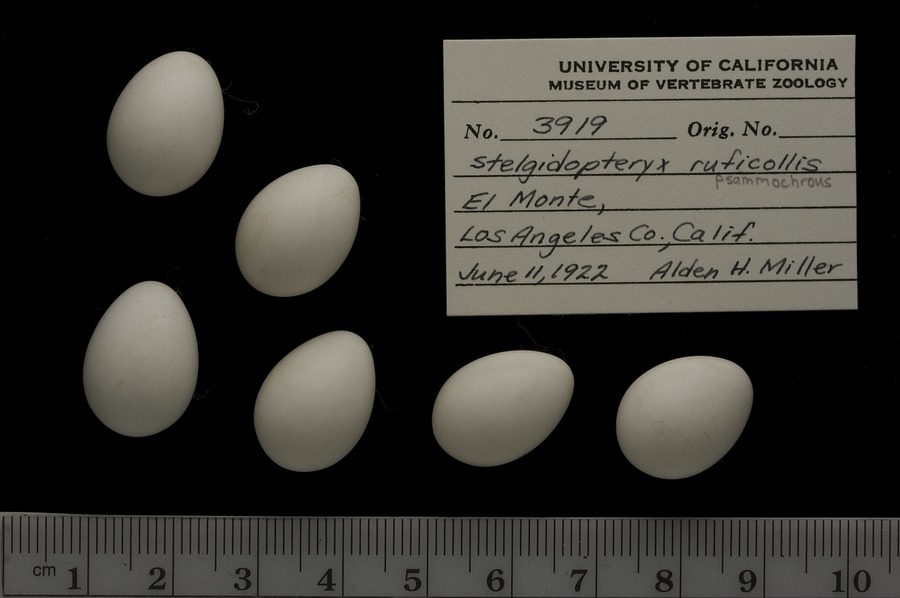 UNIVERSITY OF CALIFORNIA
MUSEUM OF VERTEBRATE ZOOLOGY
No. 3919 Orig. No.
Stelgidopteryx ruficollis
psammochrous
El Monte,
Los Angeles Co., Calif.
June 11, 1922 Alden H. Miller
cm 1 2 3 4 5 6 7 8 9 10